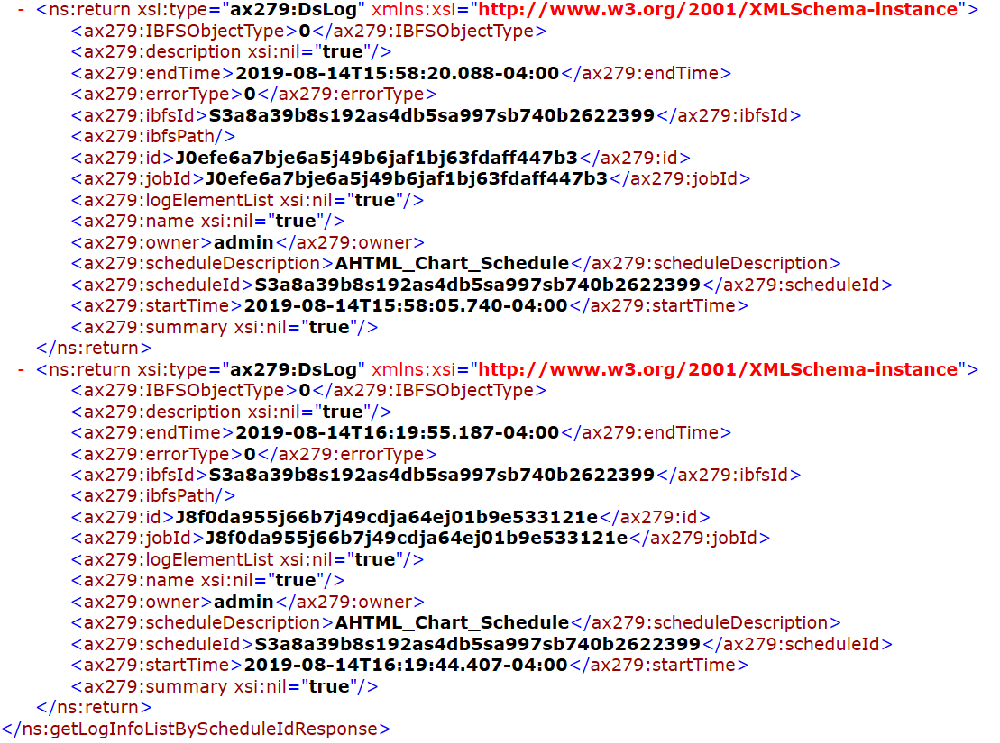 - <ns:return xsi:type="ax279:DsLog" xmlns:xsi="http://www.w3.org/2001/XMLSchema-instance">
<ax279:IBFSObjectType>0</ax279:IBFSObjectType>
<ax279:description xsi:nil="true"/>
<ax279:endTime>2019-08-14T15:58:20.088-04:00</ax279:endTime>
<ax279:errorType>0</ax279:errorType>
<ax279:ibfsId>S3a8a39b8s192as4db5sa997sb740b2622399</ax279:ibfsId>
<ax279:ibfsPath/>
<ax279:id>J0efe6a7bje6a5j49b6jaf1bj63fdaff447b3</ax279:id>
<ax279:jobId>J0efe6a7bje6a5j49b6jaf1bj63fdaff447b3</ax279:jobId>
<ax279:logElementList xsi:nil="true"/>
<ax279:name xsi:nil="true"/>
<ax279:owner>admin</ax279:owner>
<ax279:scheduleDescription>AHTML_Chart_Schedule</ax279:scheduleDescription>
<ax279:scheduleId>S3a8a39b8s192as4db5sa997sb740b2622399</ax279:scheduleId>
<ax279:startTime>2019-08-14T15:58:05.740-04:00</ax279:startTime>
<ax279:summary xsi:nil="true"/>
</ns:return>
- <ns:return xsi:type="ax279:DsLog" xmlns:xsi="http://www.w3.org/2001/XMLSchema-instance">
<ax279:IBFSObjectType>0</ax279:IBFSObjectType>
<ax279:description xsi:nil="true"/>
<ax279:endTime>2019-08-14T16:19:55.187-04:00</ax279:endTime>
<ax279:errorType>0</ax279:errorType>
<ax279:ibfsId>S3a8a39b8s192as4db5sa997sb740b2622399</ax279:ibfsId>
<ax279:ibfsPath/>
<ax279:id>J8f0da955j66b7j49cdja64ej01b9e533121e</ax279:id>
<ax279:jobId>J8f0da955j66b7j49cdja64ej01b9e533121e</ax279:jobId>
<ax279:logElementList xsi:nil="true"/>
<ax279:name xsi:nil="true"/>
<ax279:owner>admin</ax279:owner>
<ax279:scheduleDescription>AHTML_Chart_Schedule</ax279:scheduleDescription>
<ax279:scheduleId>S3a8a39b8s192as4db5sa997sb740b2622399</ax279:scheduleId>
<ax279:startTime>2019-08-14T16:19:44.407-04:00</ax279:startTime>
<ax279:summary xsi:nil="true"/>
</ns:return>
</ns:getLogInfoListByScheduleIdResponse>